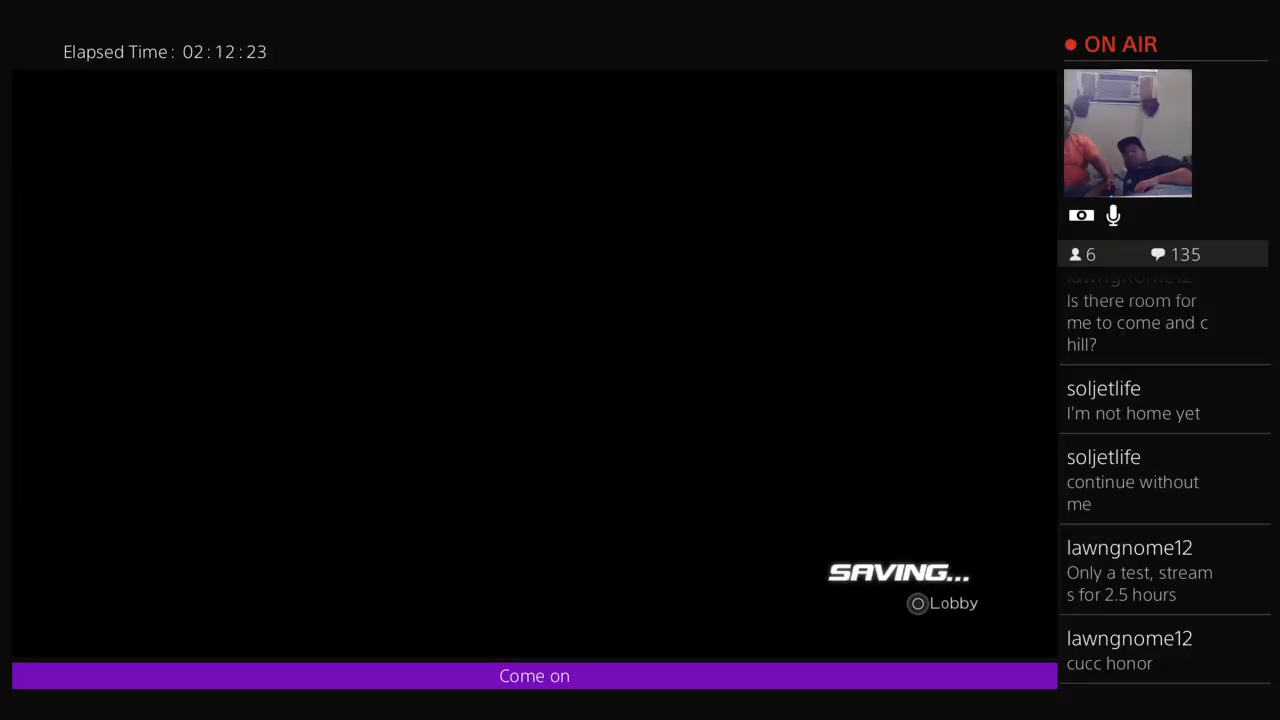 Elapsed Time: 02:12:23
ON AIR
6
135
lawngnome12
Is there room for
me to come and c
hill?
soljetlife
I'm not home yet
soljetlife
continue without
me
lawngnome12
Only a test, stream
s for 2.5 hours
lawngnome12
cucc honor
SAVING...
Lobby
Come on